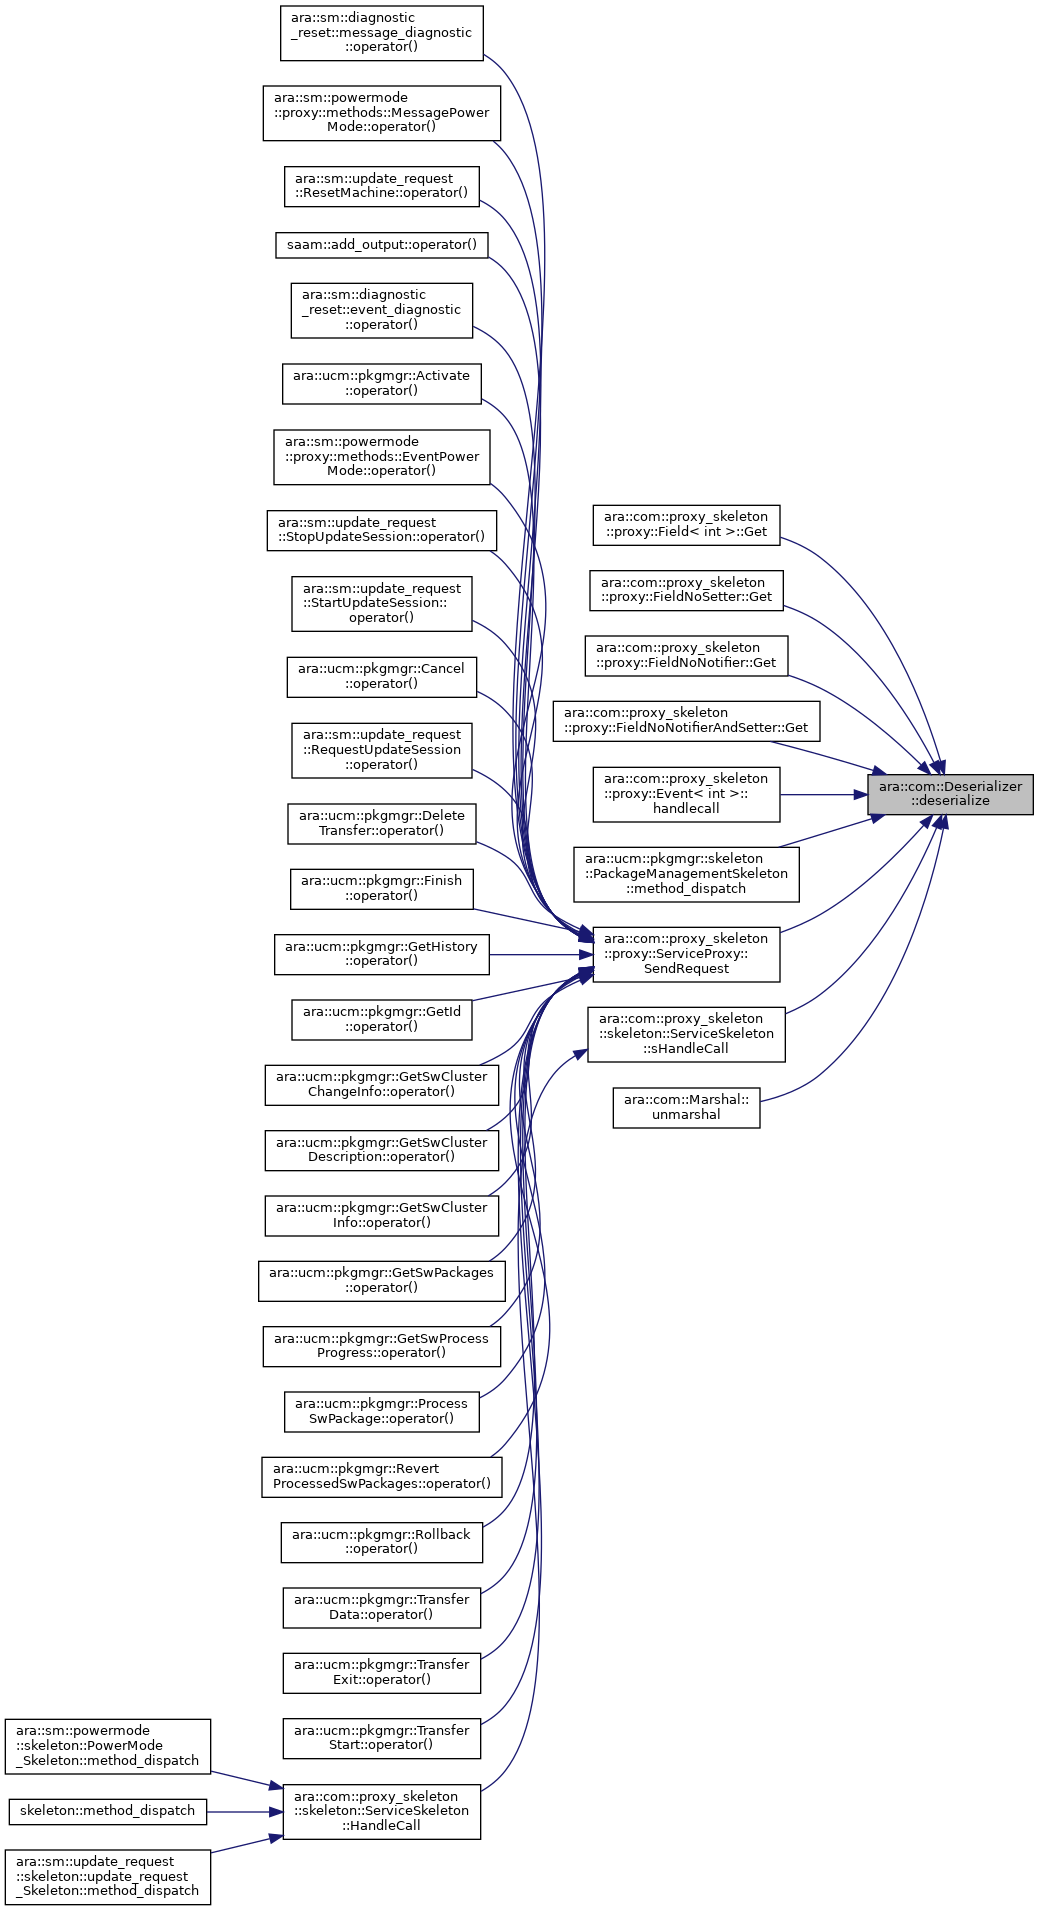 ara::sm::diagnostic
_reset::message_diagnostic
::operator()
ara::sm::powermode
::proxy::methods::MessagePower
Mode::operator()
ara::sm::update_request
::ResetMachine::operator()
saam::add_output::operator()
ara::sm::diagnostic
_reset::event_diagnostic
::operator()
ara::ucm::pkgmgr::Activate
::operator()
ara::sm::powermode
::proxy::methods::EventPower
Mode::operator()
ara::sm::update_request
::StopUpdateSession::operator()
ara::sm::update_request
::StartUpdateSession::
operator()
ara::ucm::pkgmgr::Cancel
::operator()
ara::sm::update_request
::RequestUpdateSession
::operator()
ara::ucm::pkgmgr::Delete
Transfer::operator()
ara::ucm::pkgmgr::Finish
::operator()
ara::ucm::pkgmgr::GetHistory
::operator()
ara::ucm::pkgmgr::GetId
::operator()
ara::ucm::pkgmgr::GetSwCluster
ChangeInfo::operator()
ara::ucm::pkgmgr::GetSwCluster
Description::operator()
ara::ucm::pkgmgr::GetSwCluster
Info::operator()
ara::ucm::pkgmgr::GetSwPackages
::operator()
ara::ucm::pkgmgr::GetSwProcess
Progress::operator()
ara::ucm::pkgmgr::Process
SwPackage::operator()
ara::ucm::pkgmgr::Revert
ProcessedSwPackages::operator()
ara::ucm::pkgmgr::Rollback
::operator()
ara::ucm::pkgmgr::Transfer
Data::operator()
ara::ucm::pkgmgr::Transfer
Exit::operator()
ara::ucm::pkgmgr::Transfer
Start::operator()
ara::com::proxy_skeleton
::skeleton::ServiceSkeleton
::HandleCall
ara::sm::powermode
::skeleton::PowerMode
_Skeleton::method_dispatch
skeleton::method_dispatch
ara::sm::update_request
::skeleton::update_request
_Skeleton::method_dispatch
ara::com::proxy_skeleton
::proxy::Field< int >::Get
ara::com::proxy_skeleton
::proxy::FieldNoSetter::Get
ara::com::proxy_skeleton
::proxy::FieldNoNotifier::Get
ara::com::proxy_skeleton
::proxy::FieldNoNotifierAndSetter::Get
ara::com::proxy_skeleton
::proxy::Event< int >::
handlecall
ara::ucm::pkgmgr::skeleton
::PackageManagementSkeleton
::method_dispatch
ara::com::proxy_skeleton
::proxy::ServiceProxy::
SendRequest
ara::com::proxy_skeleton
::skeleton::ServiceSkeleton
::sHandleCall
ara::com::Marshal::
unmarshal
ara::com::Deserializer
::deserialize